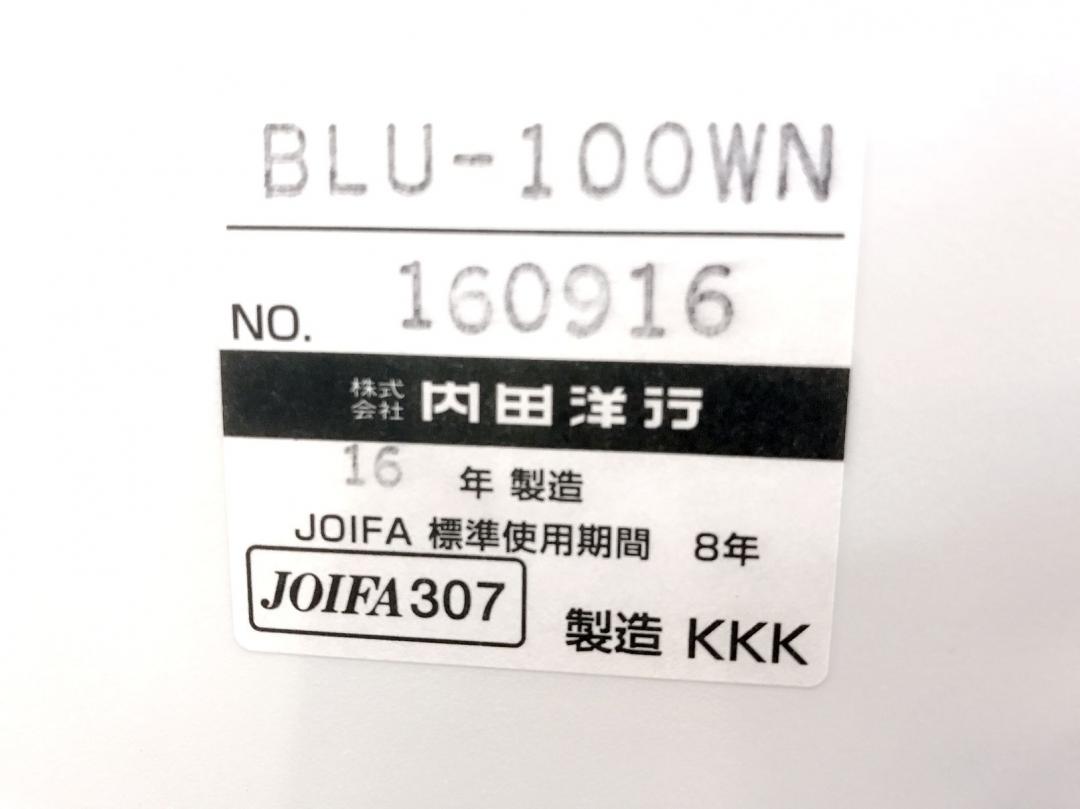 BLU-100WN
NO. 160916
株式会社 内田洋行
16 年 製造
JOIFA 標準使用期間 8年
JOIFA307
製造 KKK